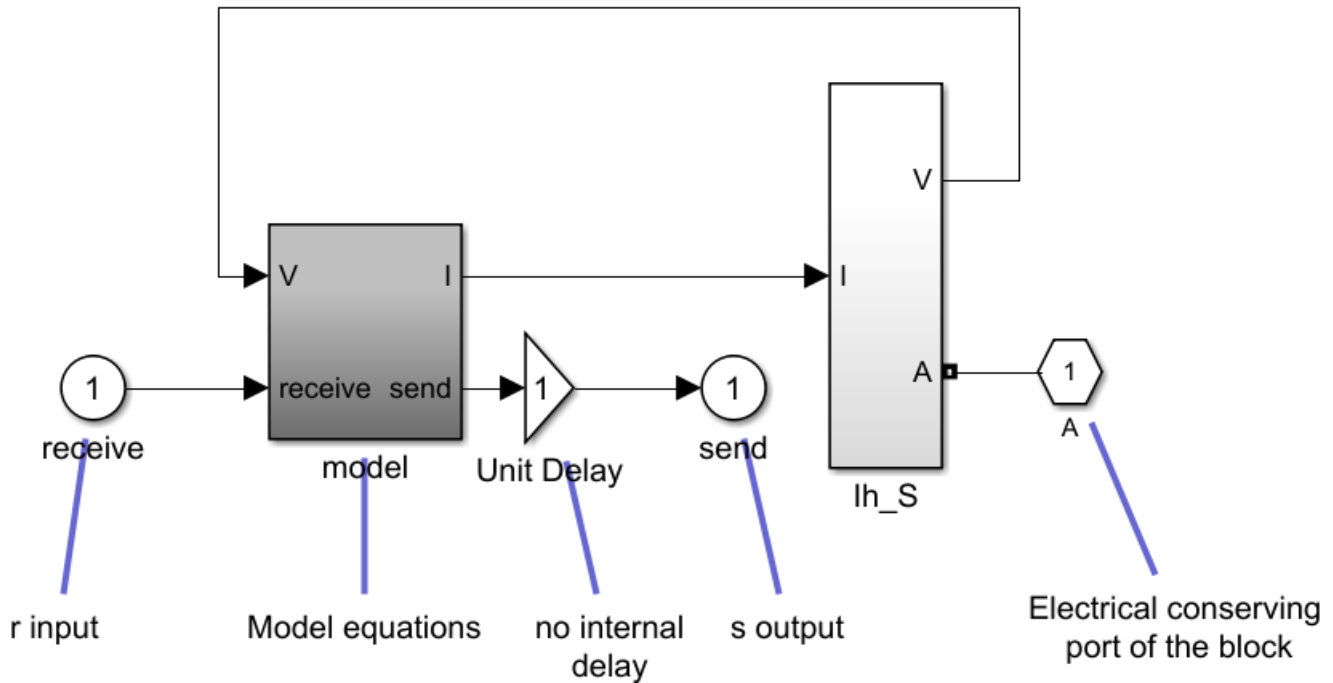 V
V
I
I
A
1
receive
receive
send
model
1
Unit Delay
1
send
Ih_S
1
A
r input
Model equations
no internal
delay
s output
Electrical conserving
port of the block